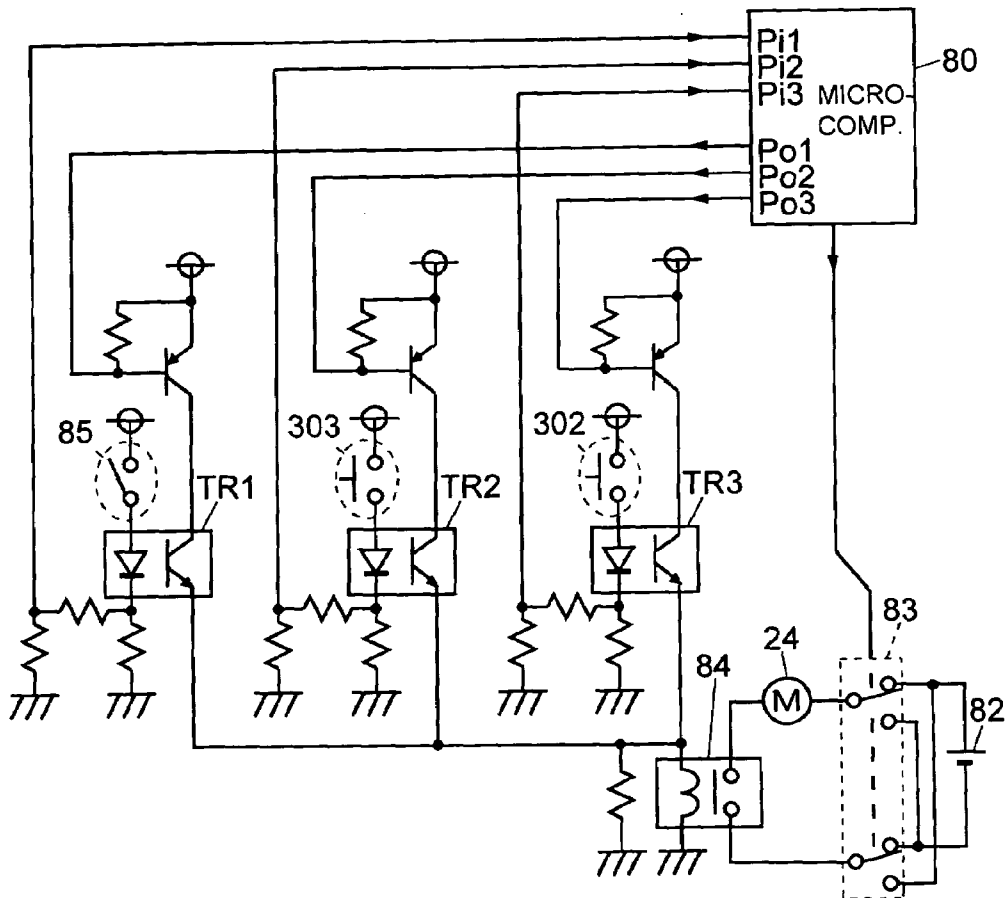 Pi1
Pi2
Pi3
MICRO-
COMP.
Po1
Po2
Po3
80
85
303
302
TR1
TR2
TR3
83
24
84
M
82